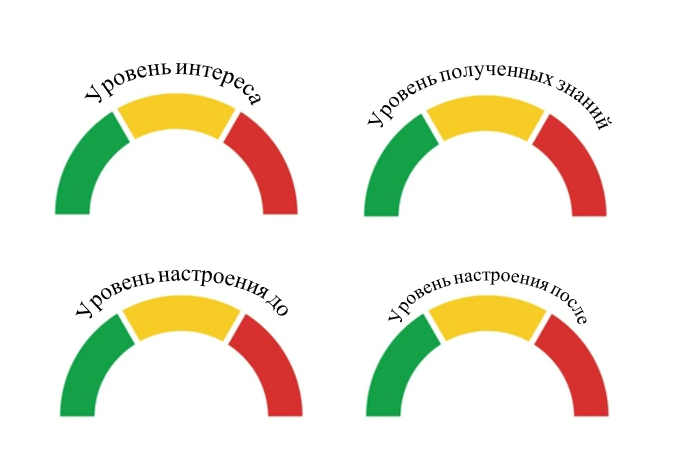 Уровень интереса
Уровень полученных знаний
Уровень настроения до
Уровень настроения после